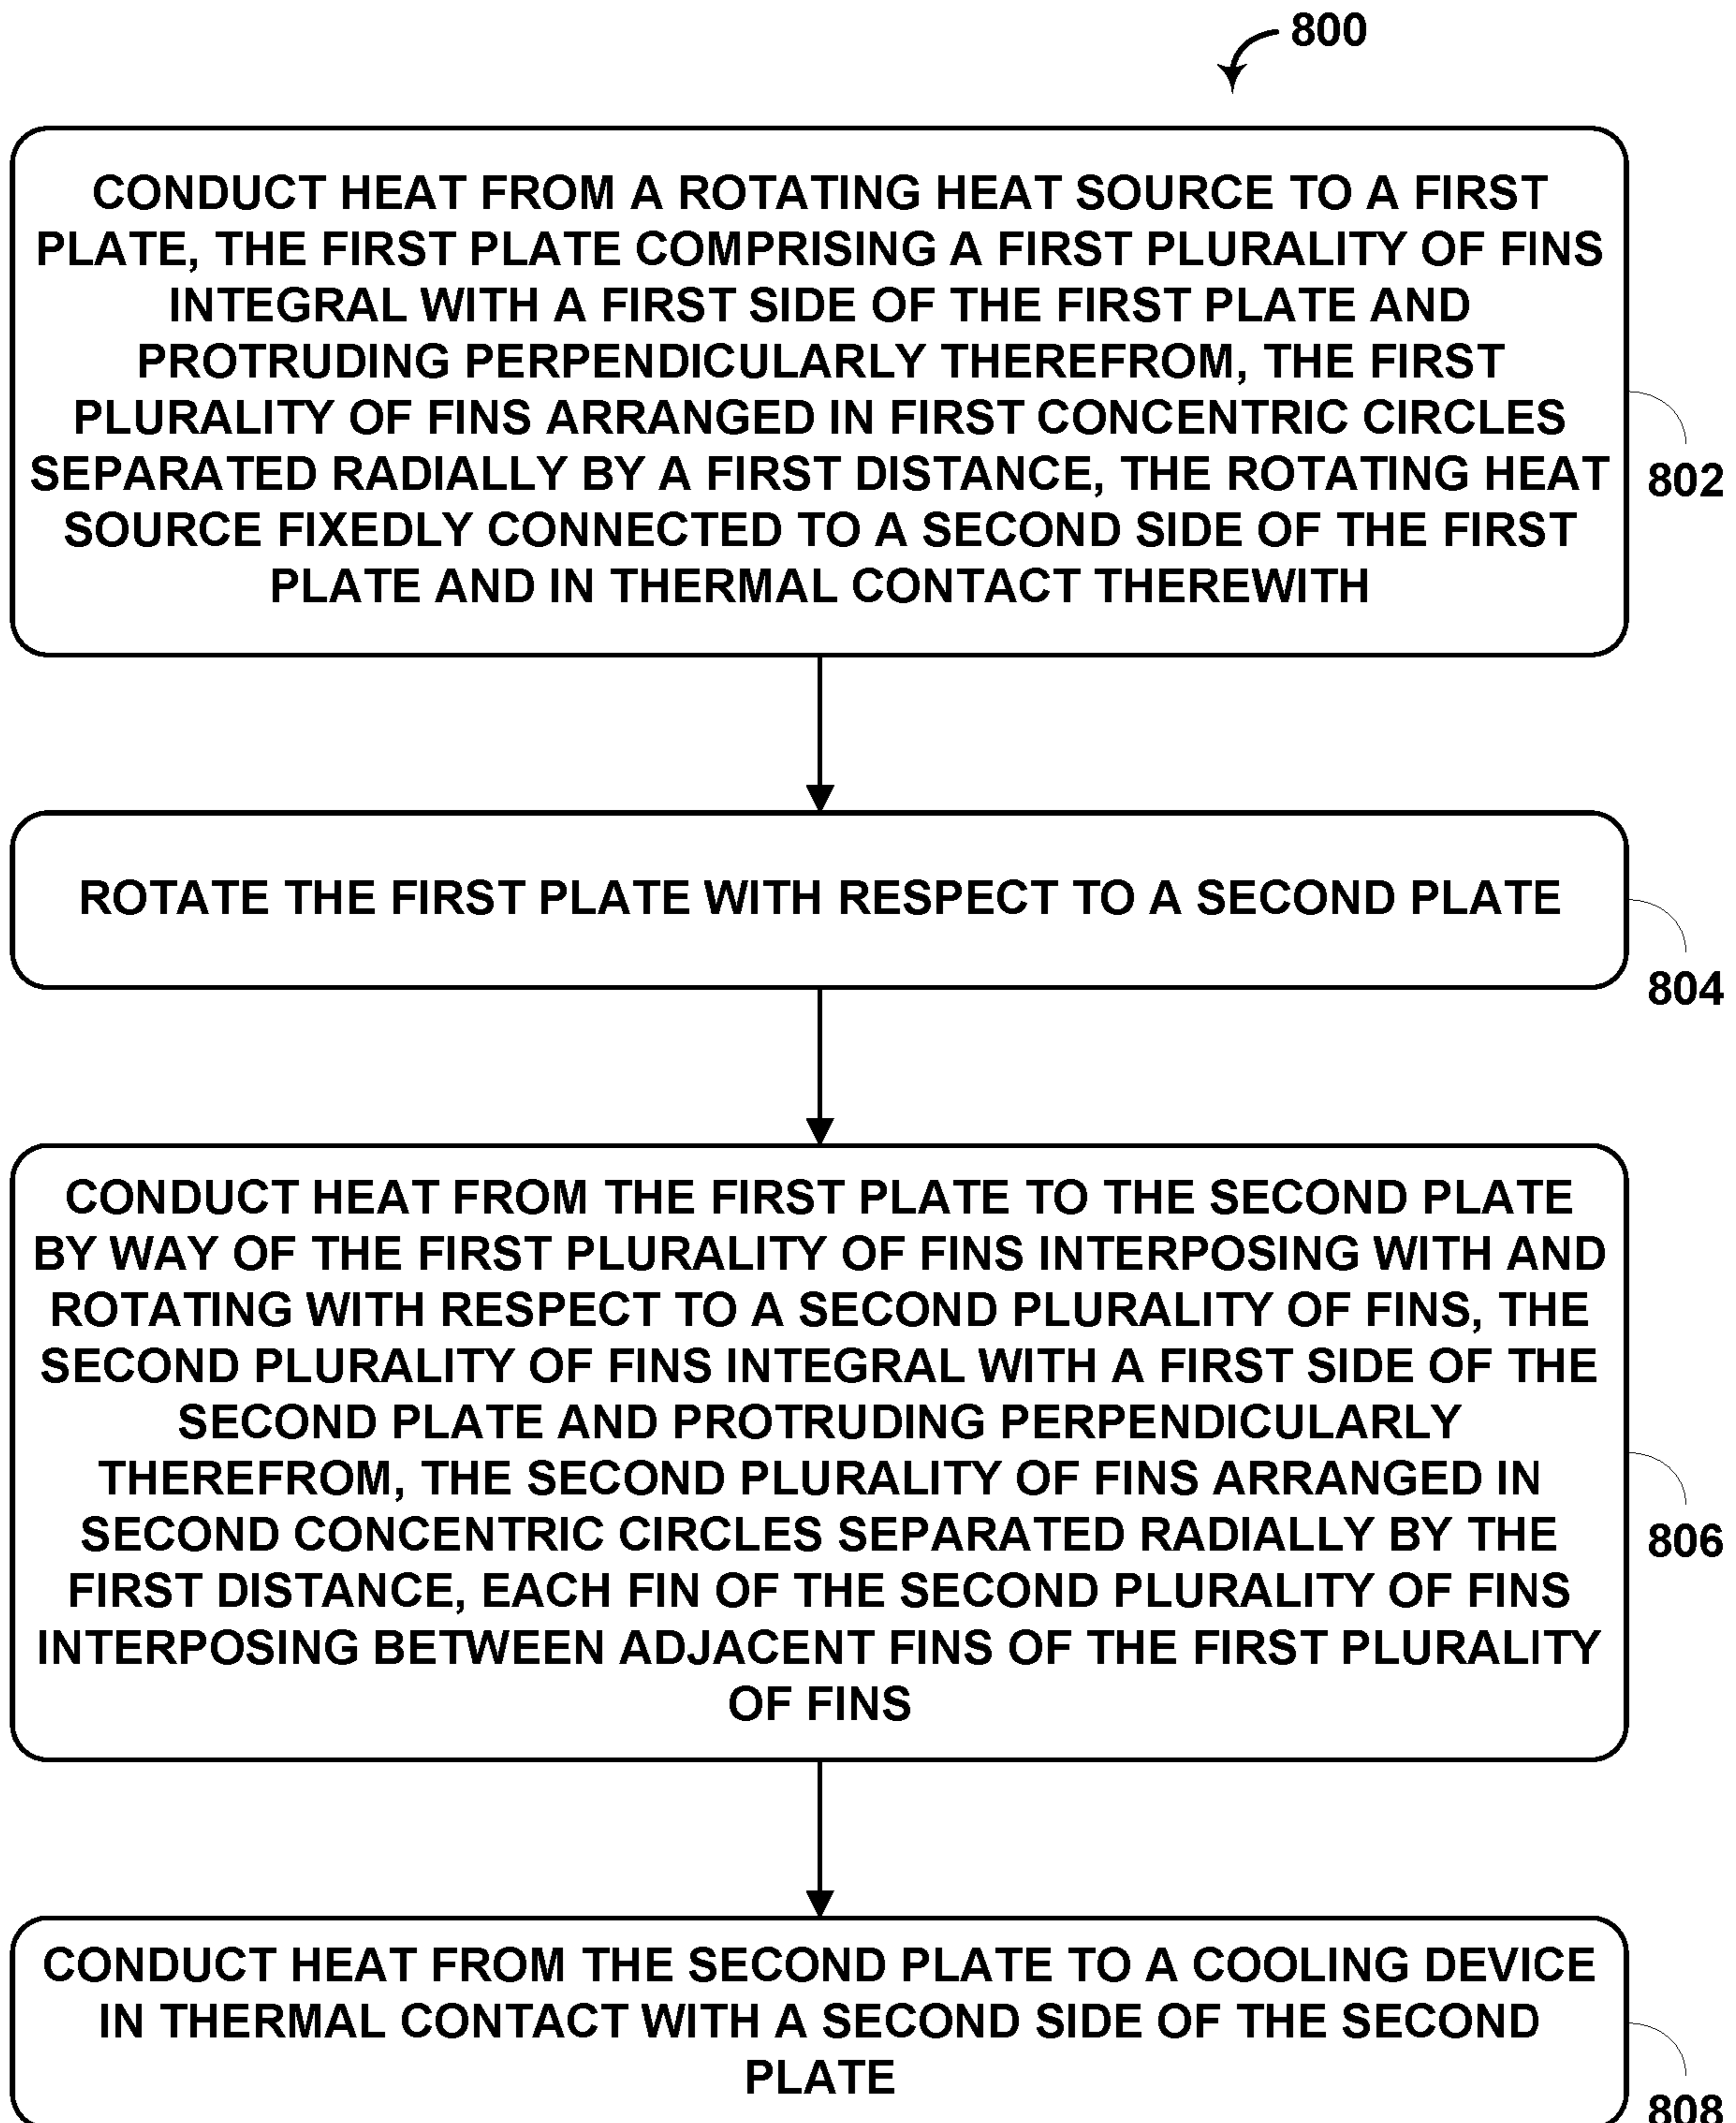 800
CONDUCT HEAT FROM A ROTATING HEAT SOURCE TO A FIRST
PLATE, THE FIRST PLATE COMPRISING A FIRST PLURALITY OF FINS
INTEGRAL WITH A FIRST SIDE OF THE FIRST PLATE AND
PROTRUDING PERPENDICULARLY THEREFROM, THE FIRST
PLURALITY OF FINS ARRANGED IN FIRST CONCENTRIC CIRCLES
SEPARATED RADIALLY BY A FIRST DISTANCE, THE ROTATING HEAT
SOURCE FIXEDLY CONNECTED TO A SECOND SIDE OF THE FIRST
PLATE AND IN THERMAL CONTACT THEREWITH
802
ROTATE THE FIRST PLATE WITH RESPECT TO A SECOND PLATE
804
CONDUCT HEAT FROM THE FIRST PLATE TO THE SECOND PLATE
BY WAY OF THE FIRST PLURALITY OF FINS INTERPOSING WITH AND
ROTATING WITH RESPECT TO A SECOND PLURALITY OF FINS, THE
SECOND PLURALITY OF FINS INTEGRAL WITH A FIRST SIDE OF THE
SECOND PLATE AND PROTRUDING PERPENDICULARLY
THEREFROM, THE SECOND PLURALITY OF FINS ARRANGED IN
SECOND CONCENTRIC CIRCLES SEPARATED RADIALLY BY THE
FIRST DISTANCE, EACH FIN OF THE SECOND PLURALITY OF FINS
INTERPOSING BETWEEN ADJACENT FINS OF THE FIRST PLURALITY
OF FINS
806
CONDUCT HEAT FROM THE SECOND PLATE TO A COOLING DEVICE
IN THERMAL CONTACT WITH A SECOND SIDE OF THE SECOND
PLATE
808